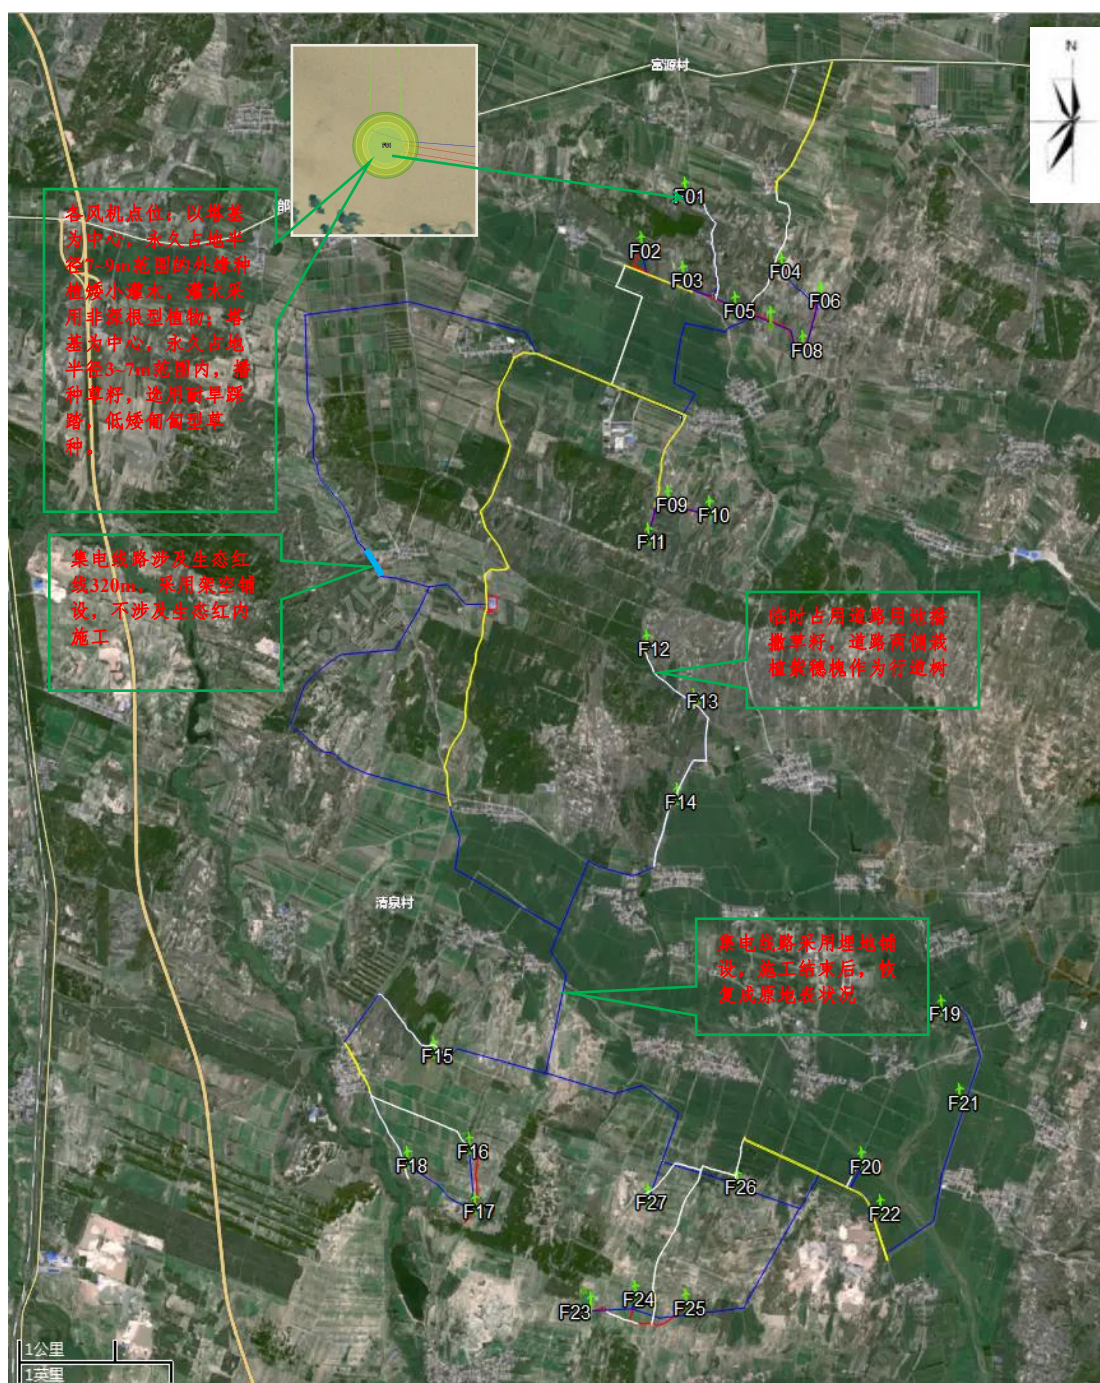 N
富源村
F01
F01
郎
各风机点位：以塔基
为中心，永久占地半
径7~9m范围的外缘种
植矮小灌木，灌木采
用非深根型植物；塔
基为中心，永久占地
半径3~7m范围内，播
种草籽，选用耐旱踩
踏，低矮匍匐型草
种。
F02
F03
F04
F05
F06
F08
F09
F10
F11
集电线路涉及生态红
线320m，采用架空铺
设，不涉及生态红内
施工
临时占用道路用地播
撒草籽，道路两侧栽
植紫穗槐作为行道树
F12
F13
F14
清泉村
集电线路采用埋地铺
设，施工结束后，恢
复成原地表状况
F15
F16
F17
F18
F19
F20
F21
F22
F23
F24
F25
F26
F27
1公里
1英里